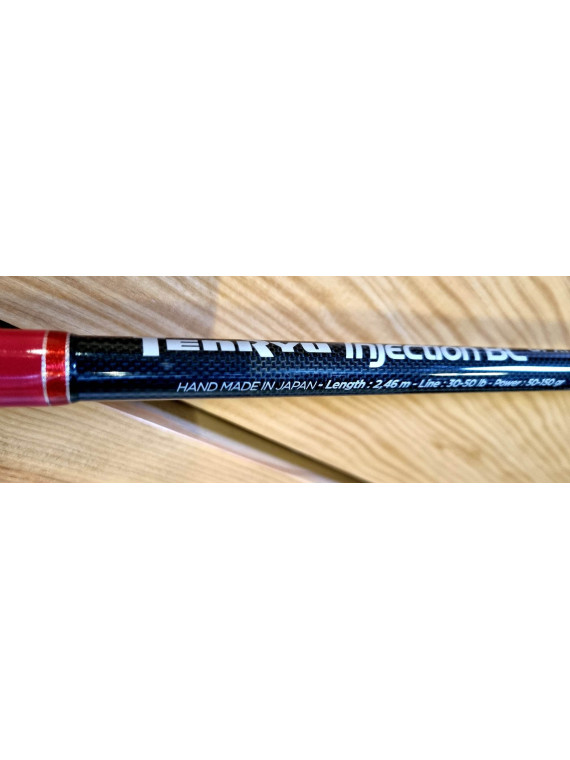 TENRYU Injection BC
HAND MADE IN JAPAN - Length : 2,46 m - Line : 30-50 lb - Power : 50-150 gr